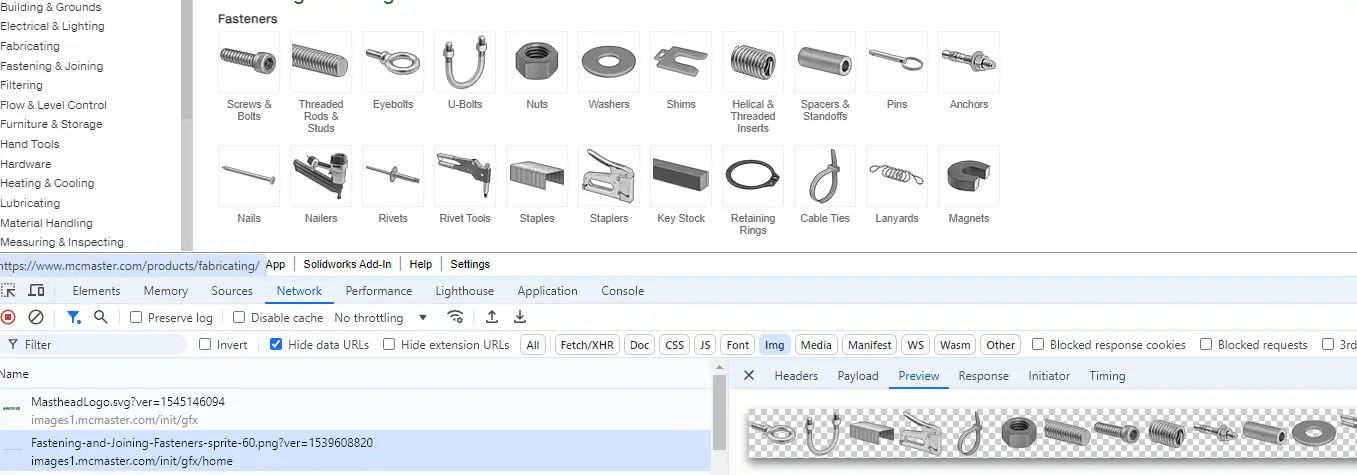 Building & Grounds
Electrical & Lighting
Fabricating
Fastening & Joining
Filtering
Flow & Level Control
Furniture & Storage
Hand Tools
Hardware
Heating & Cooling
Lubricating
Material Handling
Measuring & Inspecting
Fasteners
Screws & Bolts
Threaded Rods & Studs
Eyebolts
U-Bolts
Nuts
Washers
Shims
Helical & Threaded Inserts
Spacers & Standoffs
Pins
Anchors
Nails
Nailers
Rivets
Rivet Tools
Staples
Staplers
Key Stock
Retaining Rings
Cable Ties
Lanyards
Magnets
https://www.mcmaster.com/products/fabricating/ App | Solidworks Add-In | Help | Settings
Elements Memory Sources Network Performance Lighthouse Application Console
Preserve log Disable cache No throttling
Filter Invert Hide data URLs Hide extension URLs All Fetch/XHR Doc CSS JS Font Img Media Manifest WS Wasm Other Blocked response cookies Blocked requests 3rd
Name
Headers Payload Preview Response Initiator Timing
MastheadLogo.svg?ver=1545146094
images1.mcmaster.com/init/gfx
Fastening-and-Joining-Fasteners-sprite-60.png?ver=1539608820
images1.mcmaster.com/init/gfx/home